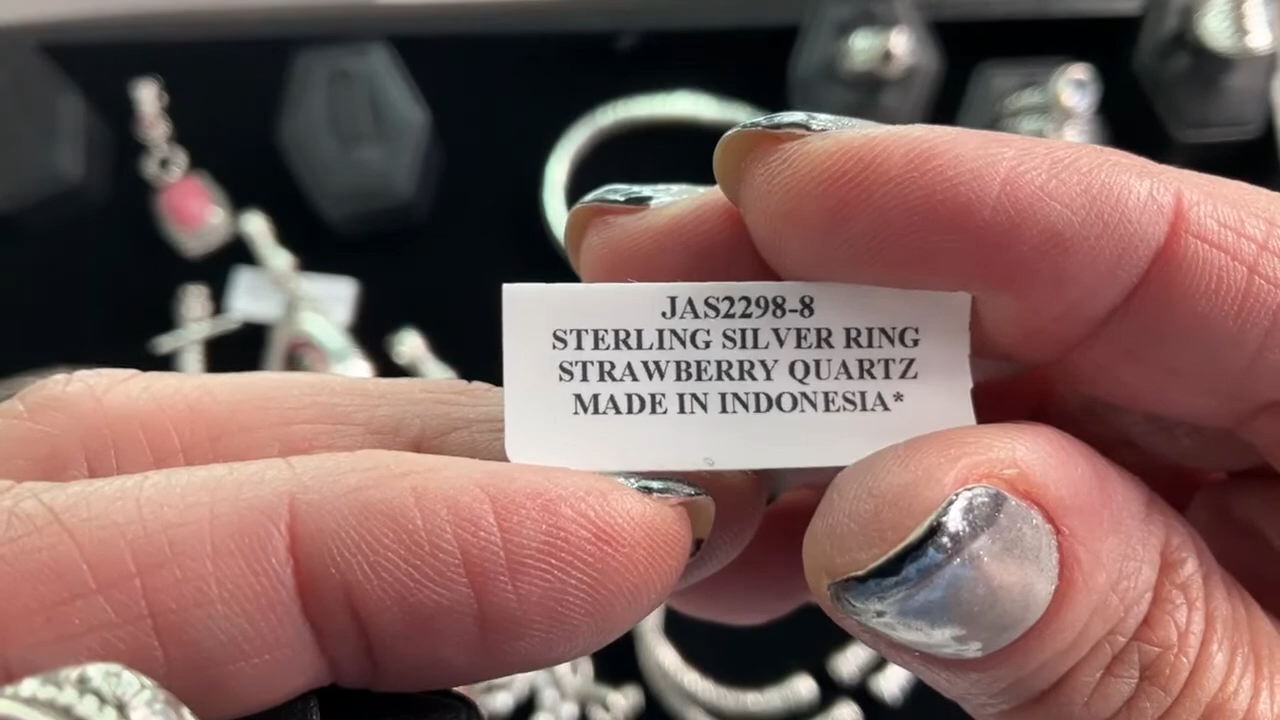 JAS2298-8
STERLING SILVER RING
STRAWBERRY QUARTZ
MADE IN INDONESIA*